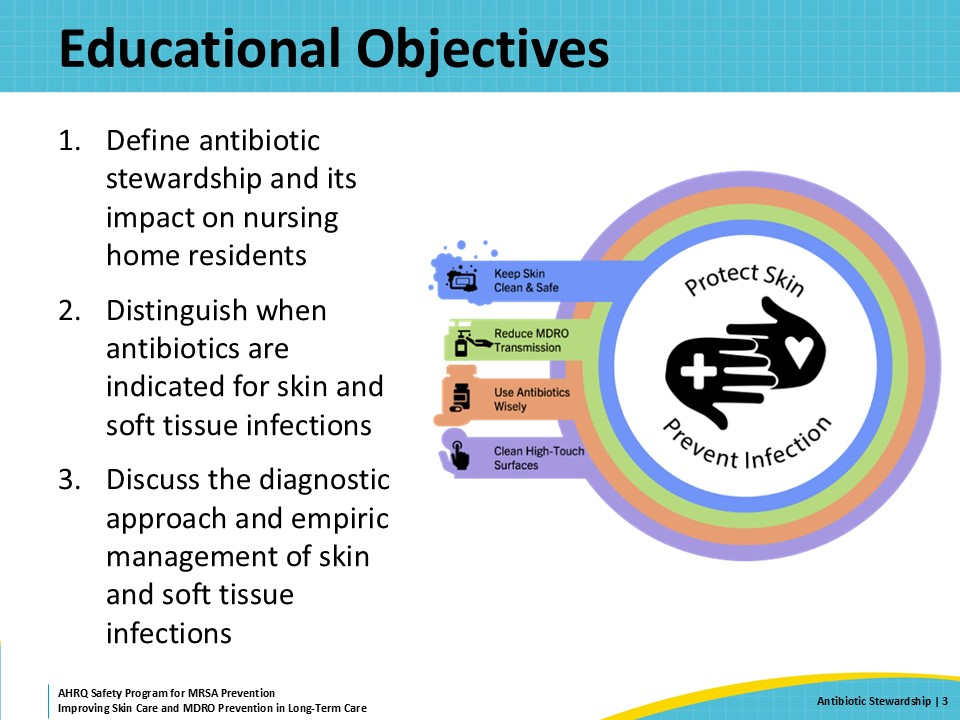 Educational Objectives
1. Define antibiotic
stewardship and its
impact on nursing
home residents
2. Distinguish when
antibiotics are
indicated for skin and
soft tissue infections
3. Discuss the diagnostic
approach and empiric
management of skin
and soft tissue
infections
Keep Skin
Clean & Safe
Reduce MDRO
Transmission
Use Antibiotics
Wisely
Clean High-Touch
Surfaces
Protect Skin
Prevent Infection
AHRQ Safety Program for MRSA Prevention
Improving Skin Care and MDRO Prevention in Long-Term Care
Antibiotic Stewardship | 3